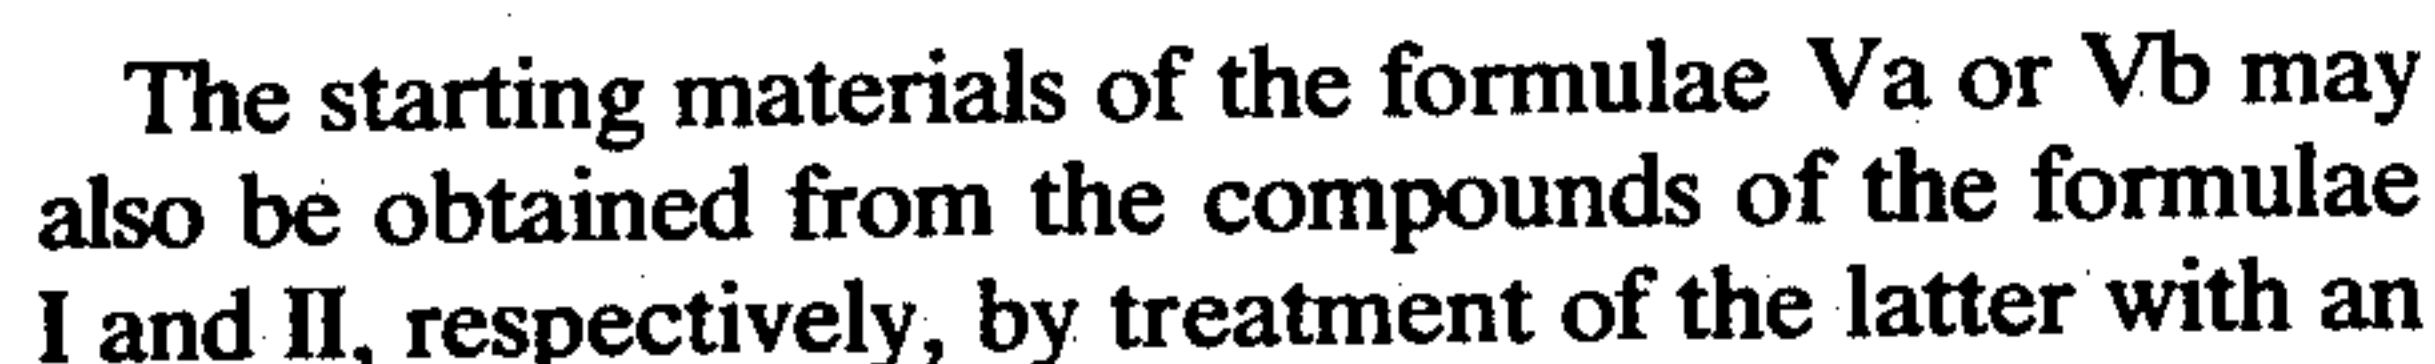 The starting materials of the formulae Va or Vb may
also be obtained from the compounds of the formulae
I and II, respectively, by treatment of the latter with an